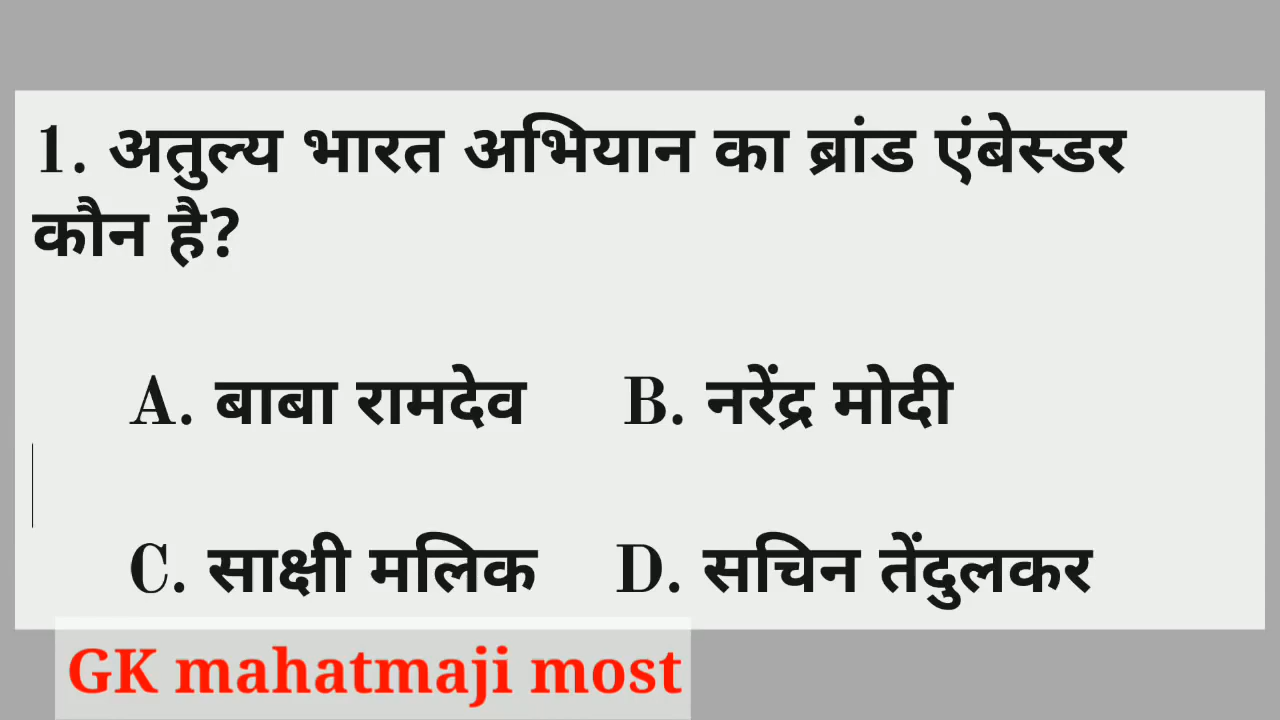 1. अतुल्य भारत अभियान का ब्रांड एंबेस्डर
कौन है?
A. बाबा रामदेव B. नरेंद्र मोदी
C. साक्षी मलिक D. सचिन तेंदुलकर
GK mahatmaji most